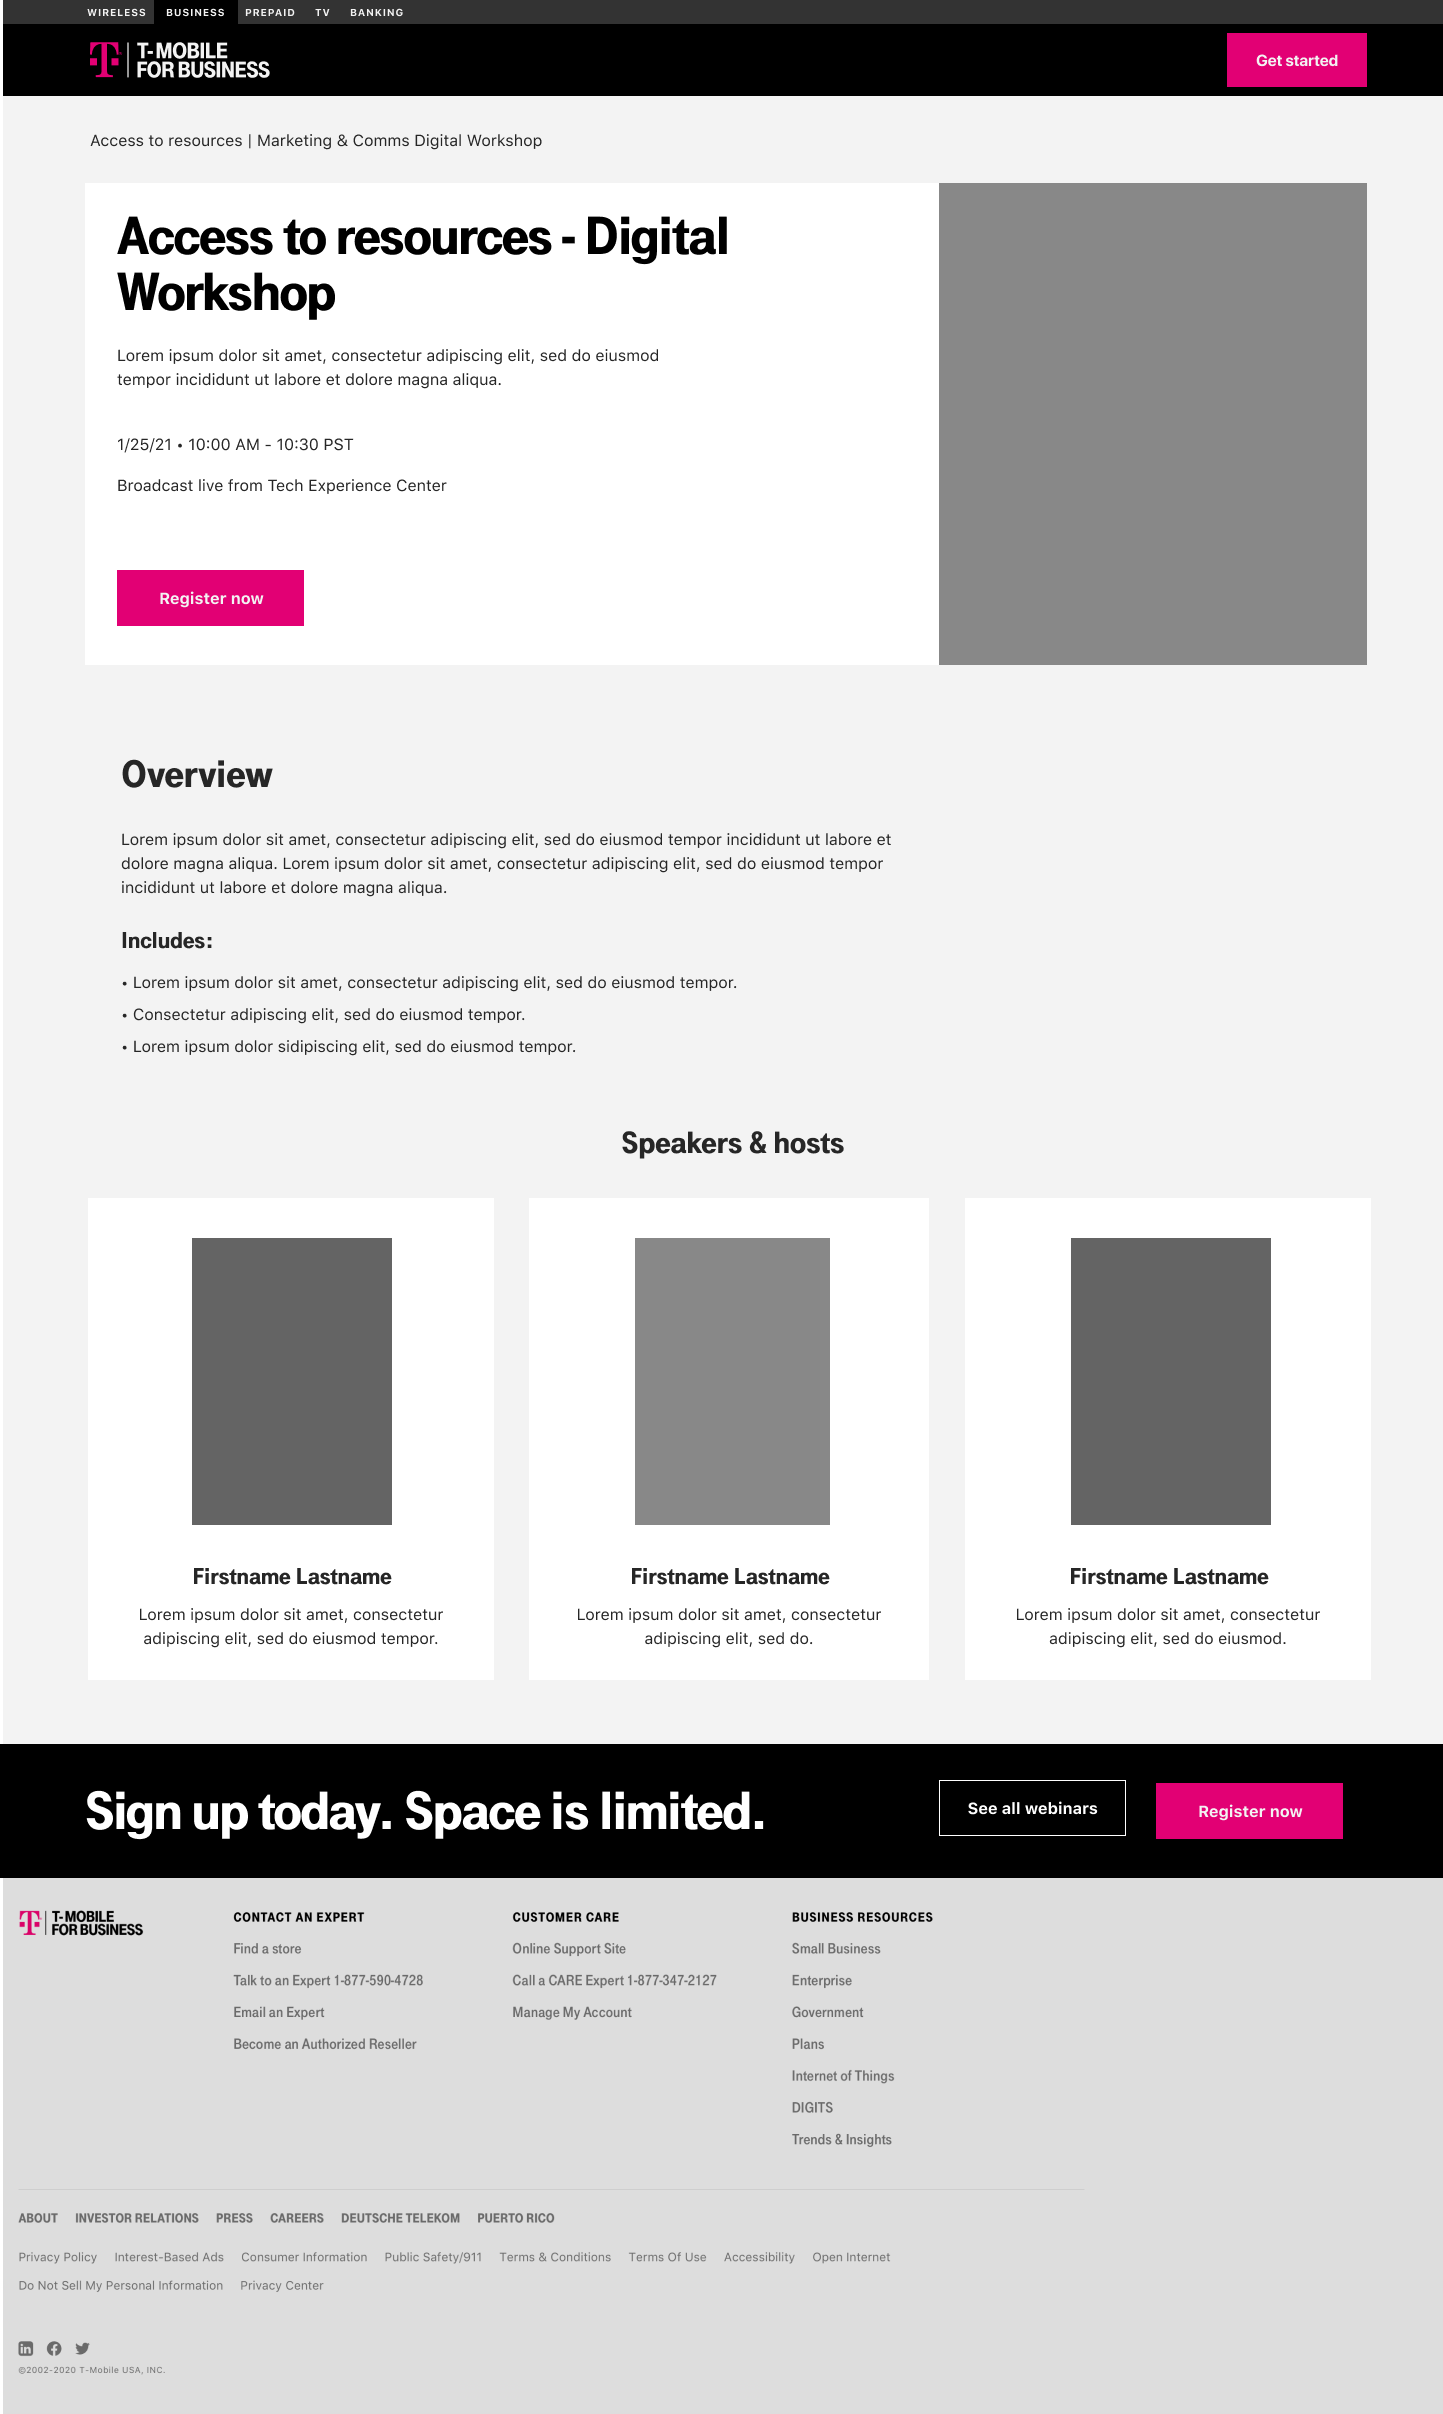 WIRELESS BUSINESS PREPAID TV BANKING
T-MOBILE
FOR BUSINESS
Get started
Access to resources | Marketing & Comms Digital Workshop
Access to resources - Digital
Workshop
Lorem ipsum dolor sit amet, consectetur adipiscing elit, sed do eiusmod
tempor incididunt ut labore et dolore magna aliqua.
1/25/21 • 10:00 AM - 10:30 PST
Broadcast live from Tech Experience Center
Register now
Overview
Lorem ipsum dolor sit amet, consectetur adipiscing elit, sed do eiusmod tempor incididunt ut labore et
dolore magna aliqua. Lorem ipsum dolor sit amet, consectetur adipiscing elit, sed do eiusmod tempor
incididunt ut labore et dolore magna aliqua.
Includes:
• Lorem ipsum dolor sit amet, consectetur adipiscing elit, sed do eiusmod tempor.
• Consectetur adipiscing elit, sed do eiusmod tempor.
• Lorem ipsum dolor sidipiscing elit, sed do eiusmod tempor.
Speakers & hosts
Firstname Lastname
Lorem ipsum dolor sit amet, consectetur
adipiscing elit, sed do eiusmod tempor.
Firstname Lastname
Lorem ipsum dolor sit amet, consectetur
adipiscing elit, sed do.
Firstname Lastname
Lorem ipsum dolor sit amet, consectetur
adipiscing elit, sed do eiusmod.
Sign up today. Space is limited.
See all webinars
Register now
T-MOBILE
FOR BUSINESS
CONTACT AN EXPERT
Find a store
Talk to an Expert 1-877-590-4728
Email an Expert
Become an Authorized Reseller
CUSTOMER CARE
Online Support Site
Call a CARE Expert 1-877-347-2127
Manage My Account
BUSINESS RESOURCES
Small Business
Enterprise
Government
Plans
Internet of Things
DIGITS
Trends & Insights
ABOUT INVESTOR RELATIONS PRESS CAREERS DEUTSCHE TELEKOM PUERTO RICO
Privacy Policy Interest-Based Ads Consumer Information Public Safety/911 Terms & Conditions Terms Of Use Accessibility Open Internet
Do Not Sell My Personal Information Privacy Center
©2002-2020 T-Mobile USA, INC.